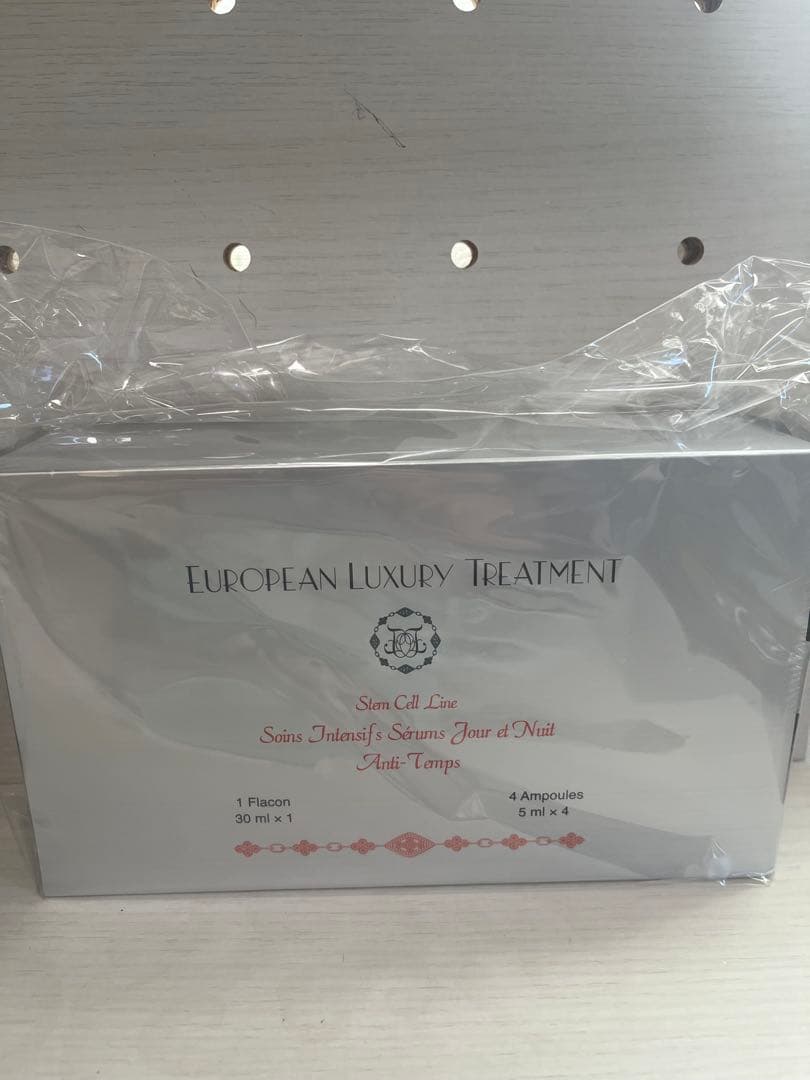 EUROPEAN LUXURY TREATMENT
Stem Cell Line
Soins Intensifs Sérums Jour et Nuit
Anti-Temps
1 Flacon
30 ml × 1
4 Ampoules
5 ml × 4